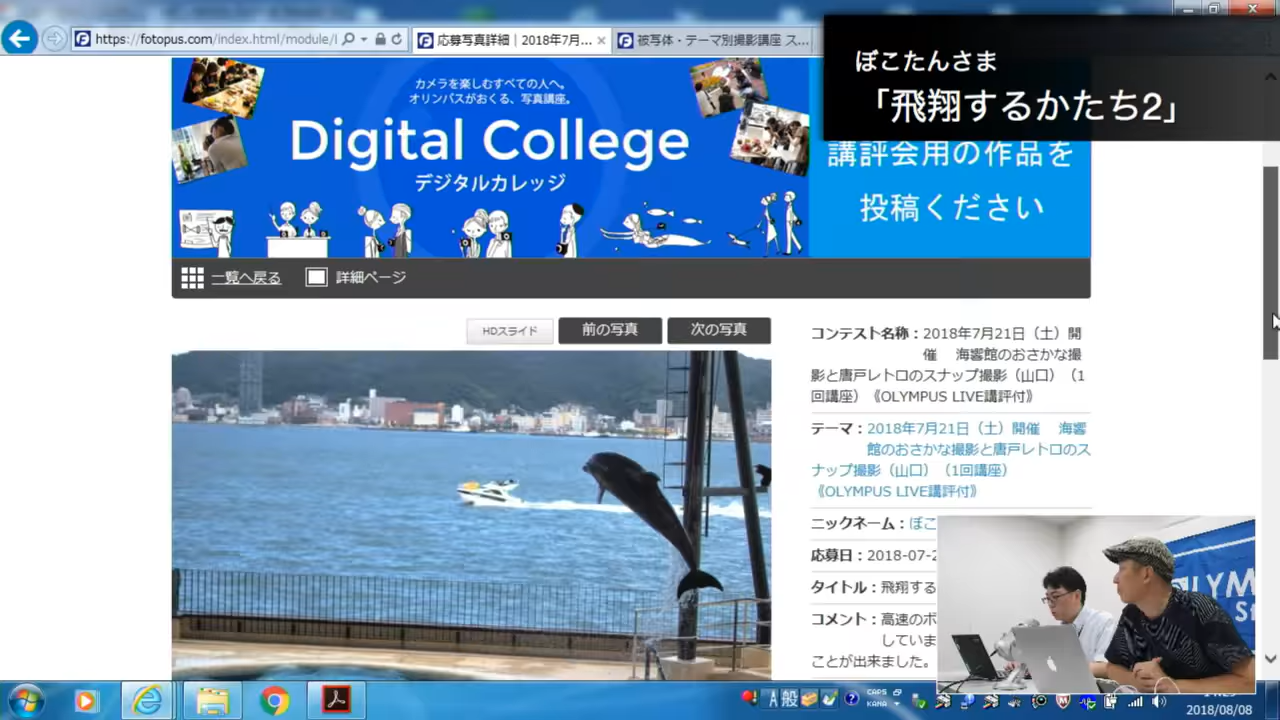 https://fotopus.com/index.html/module/
応募写真詳細｜2018年7月...
被写体・テーマ別撮影講座 ス...
ぼこたんさま
「飛翔するかたち2」
カメラを楽しむすべての人へ。
オリンパスがおくる、写真講座。
Digital College
デジタルカレッジ
講評会用の作品を
投稿ください
一覧へ戻る
詳細ページ
HDスライド
前の写真
次の写真
コンテスト名称：2018年7月21日（土）開
催 海響館のおさかな撮
影と唐戸レトロのスナップ撮影（山口）（1
回講座）《OLYMPUS LIVE講評付》
テーマ：2018年7月21日（土）開催 海響
館のおさかな撮影と唐戸レトロのス
ナップ撮影（山口）（1回講座）
《OLYMPUS LIVE講評付》
ニックネーム：ぼこ
応募日：2018-07-2
タイトル：飛翔する
コメント：高速のボ
していま
ことが出来ました。
OLYM
St
A 般
CAPS
KANA
2018/08/08